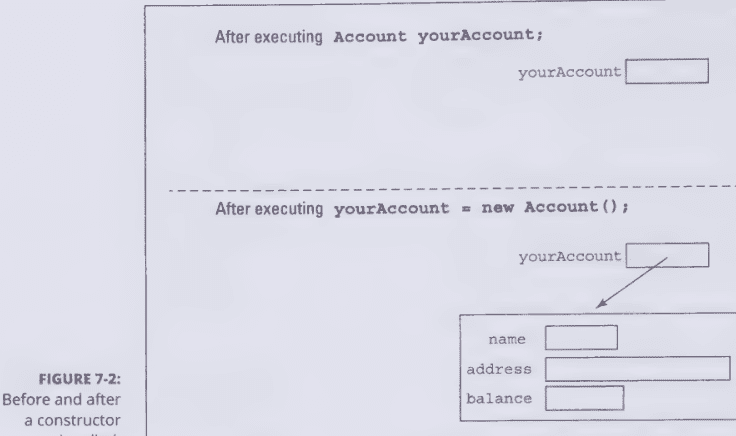 After executing Account yourAccount;
yourAccount
After executing yourAccount = new Account();
yourAccount
name
address
balance
FIGURE 7-2:
Before and after
a constructor